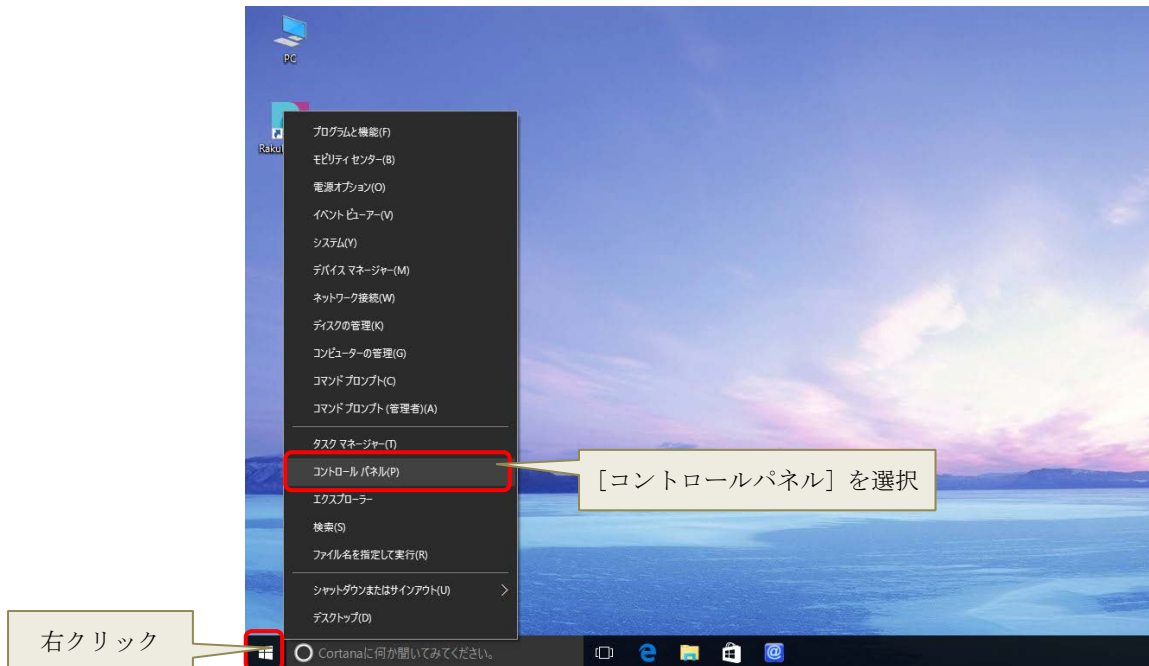 PC
Raku
プログラムと機能(F)
モビリティ センター(B)
電源オプション(O)
イベント ビューアー(V)
システム(Y)
デバイス マネージャー(M)
ネットワーク接続(W)
ディスクの管理(K)
コンピューターの管理(G)
コマンド プロンプト(C)
コマンド プロンプト (管理者)(A)
タスク マネージャー(T)
コントロール パネル(P)
[コントロールパネル] を選択
エクスプローラー
検索(S)
ファイル名を指定して実行(R)
シャットダウンまたはサインアウト(U)
デスクトップ(D)
右クリック
Cortanaに何か聞いてみてください。